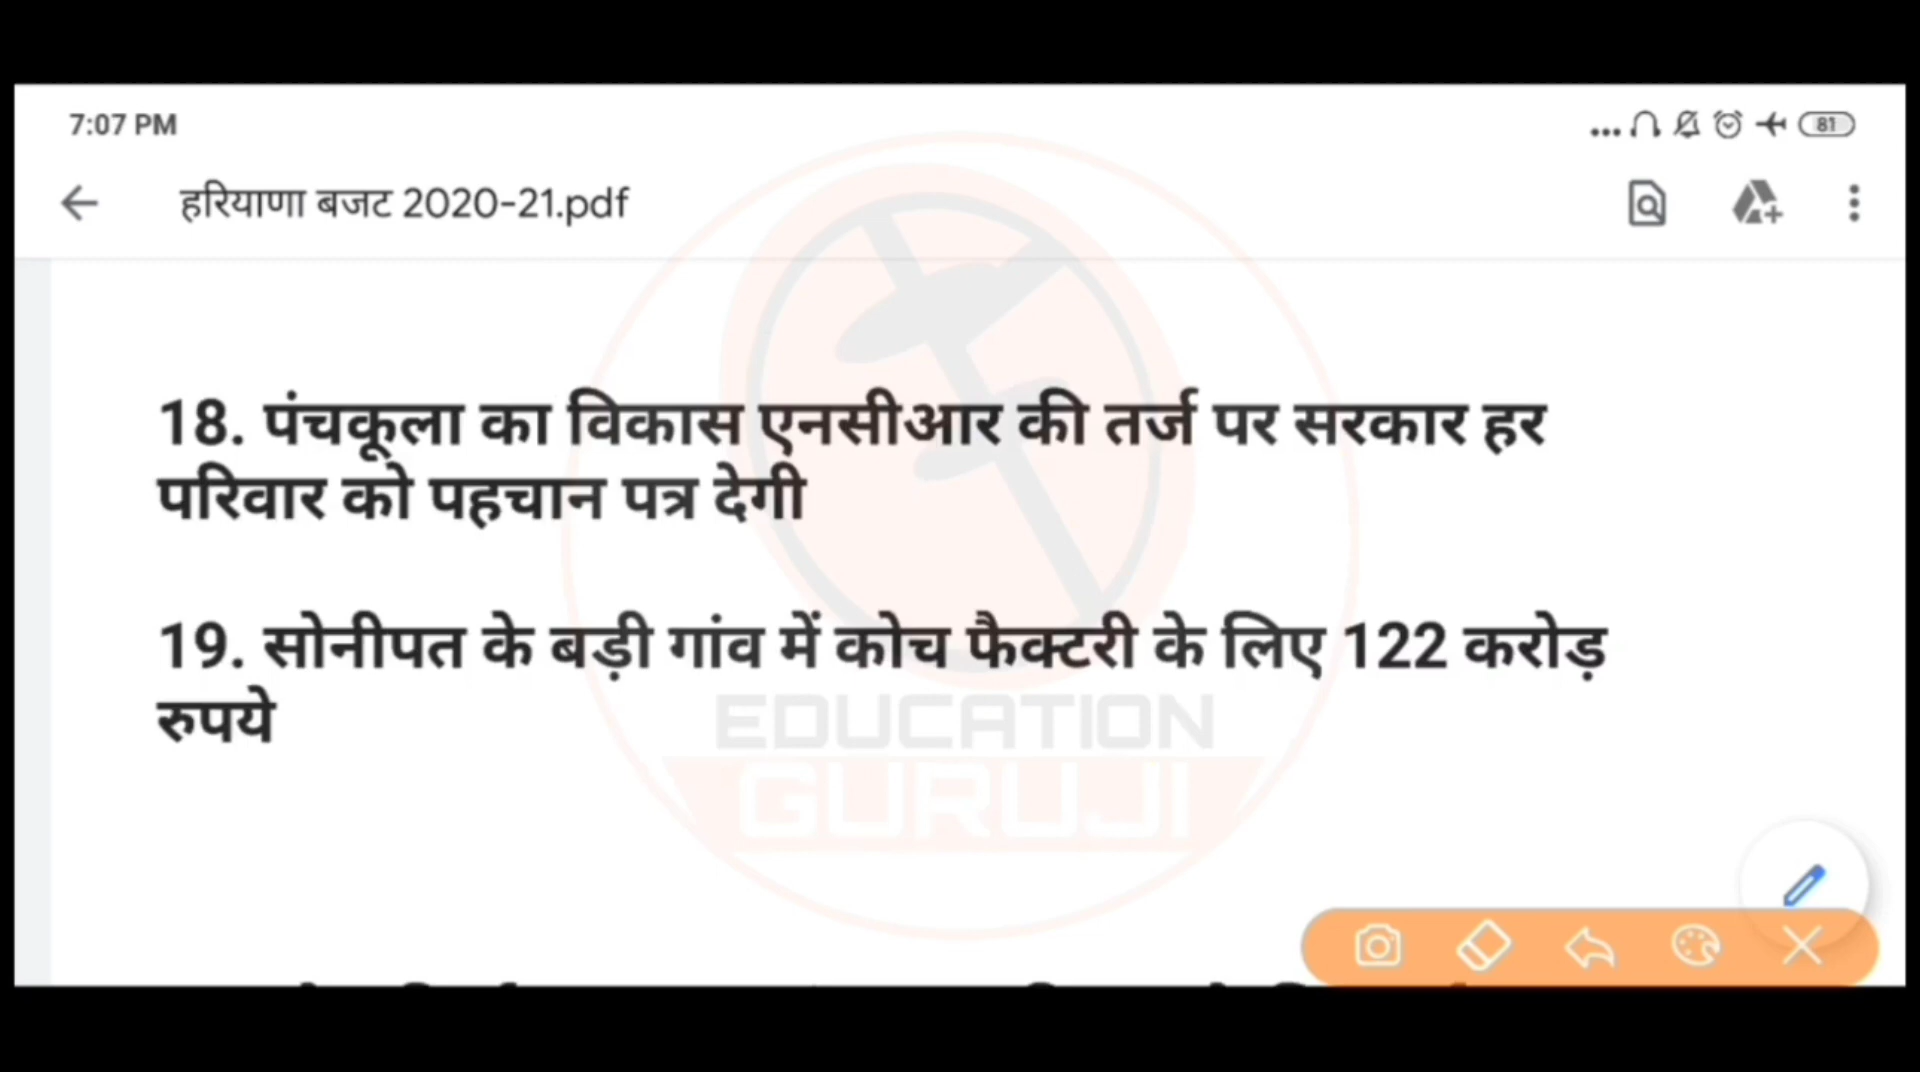 7:07 PM
81
हरियाणा बजट 2020-21.pdf
18. पंचकूला का विकास एनसीआर की तर्ज पर सरकार हर
परिवार को पहचान पत्र देगी
19. सोनीपत के बड़ी गांव में कोच फैक्टरी के लिए 122 करोड़
रुपये
EDUCATION
GURUJI